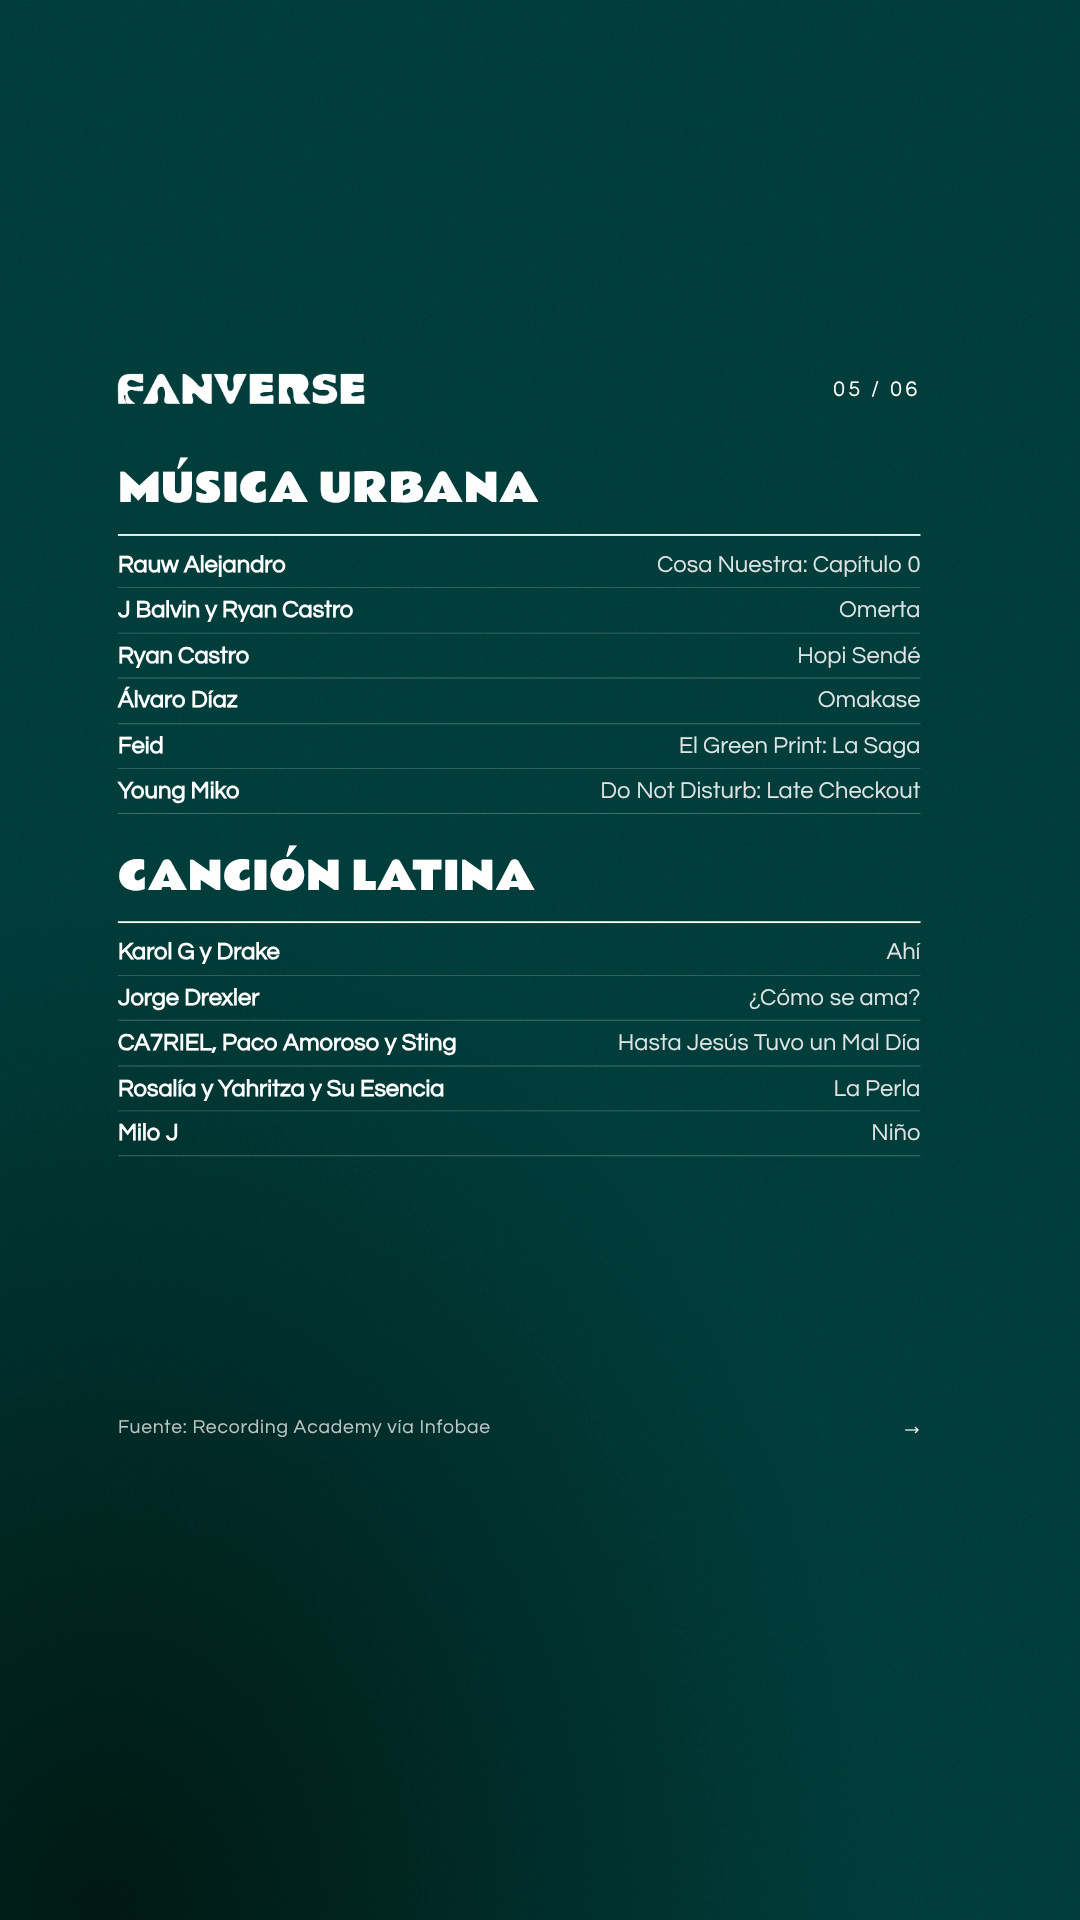 FANVERSE 05 / 06
MÚSICA URBANA
Rauw Alejandro Cosa Nuestra: Capítulo 0
J Balvin y Ryan Castro Omerta
Ryan Castro Hopi Sendé
Álvaro Díaz Omakase
Feid El Green Print: La Saga
Young Miko Do Not Disturb: Late Checkout
CANCIÓN LATINA
Karol G y Drake Ahí
Jorge Drexler ¿Cómo se ama?
CA7RIEL, Paco Amoroso y Sting Hasta Jesús Tuvo un Mal Día
Rosalía y Yahritza y Su Esencia La Perla
Milo J Niño
Fuente: Recording Academy vía Infobae →